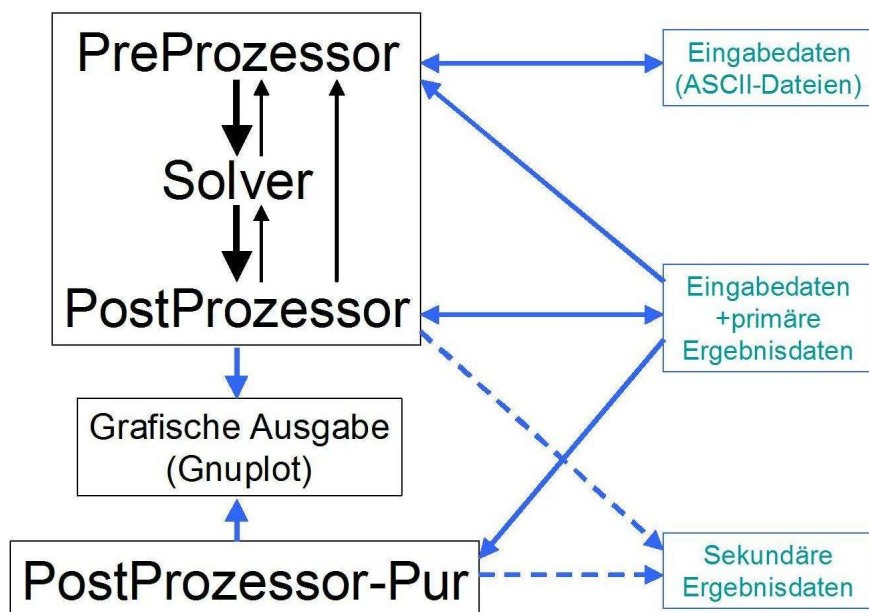 PreProzessor
Solver
PostProzessor
Grafische Ausgabe
(Gnuplot)
PostProzessor-Pur
Eingabedaten
(ASCII-Dateien)
Eingabedaten
+primäre
Ergebnisdaten
Sekundäre
Ergebnisdaten